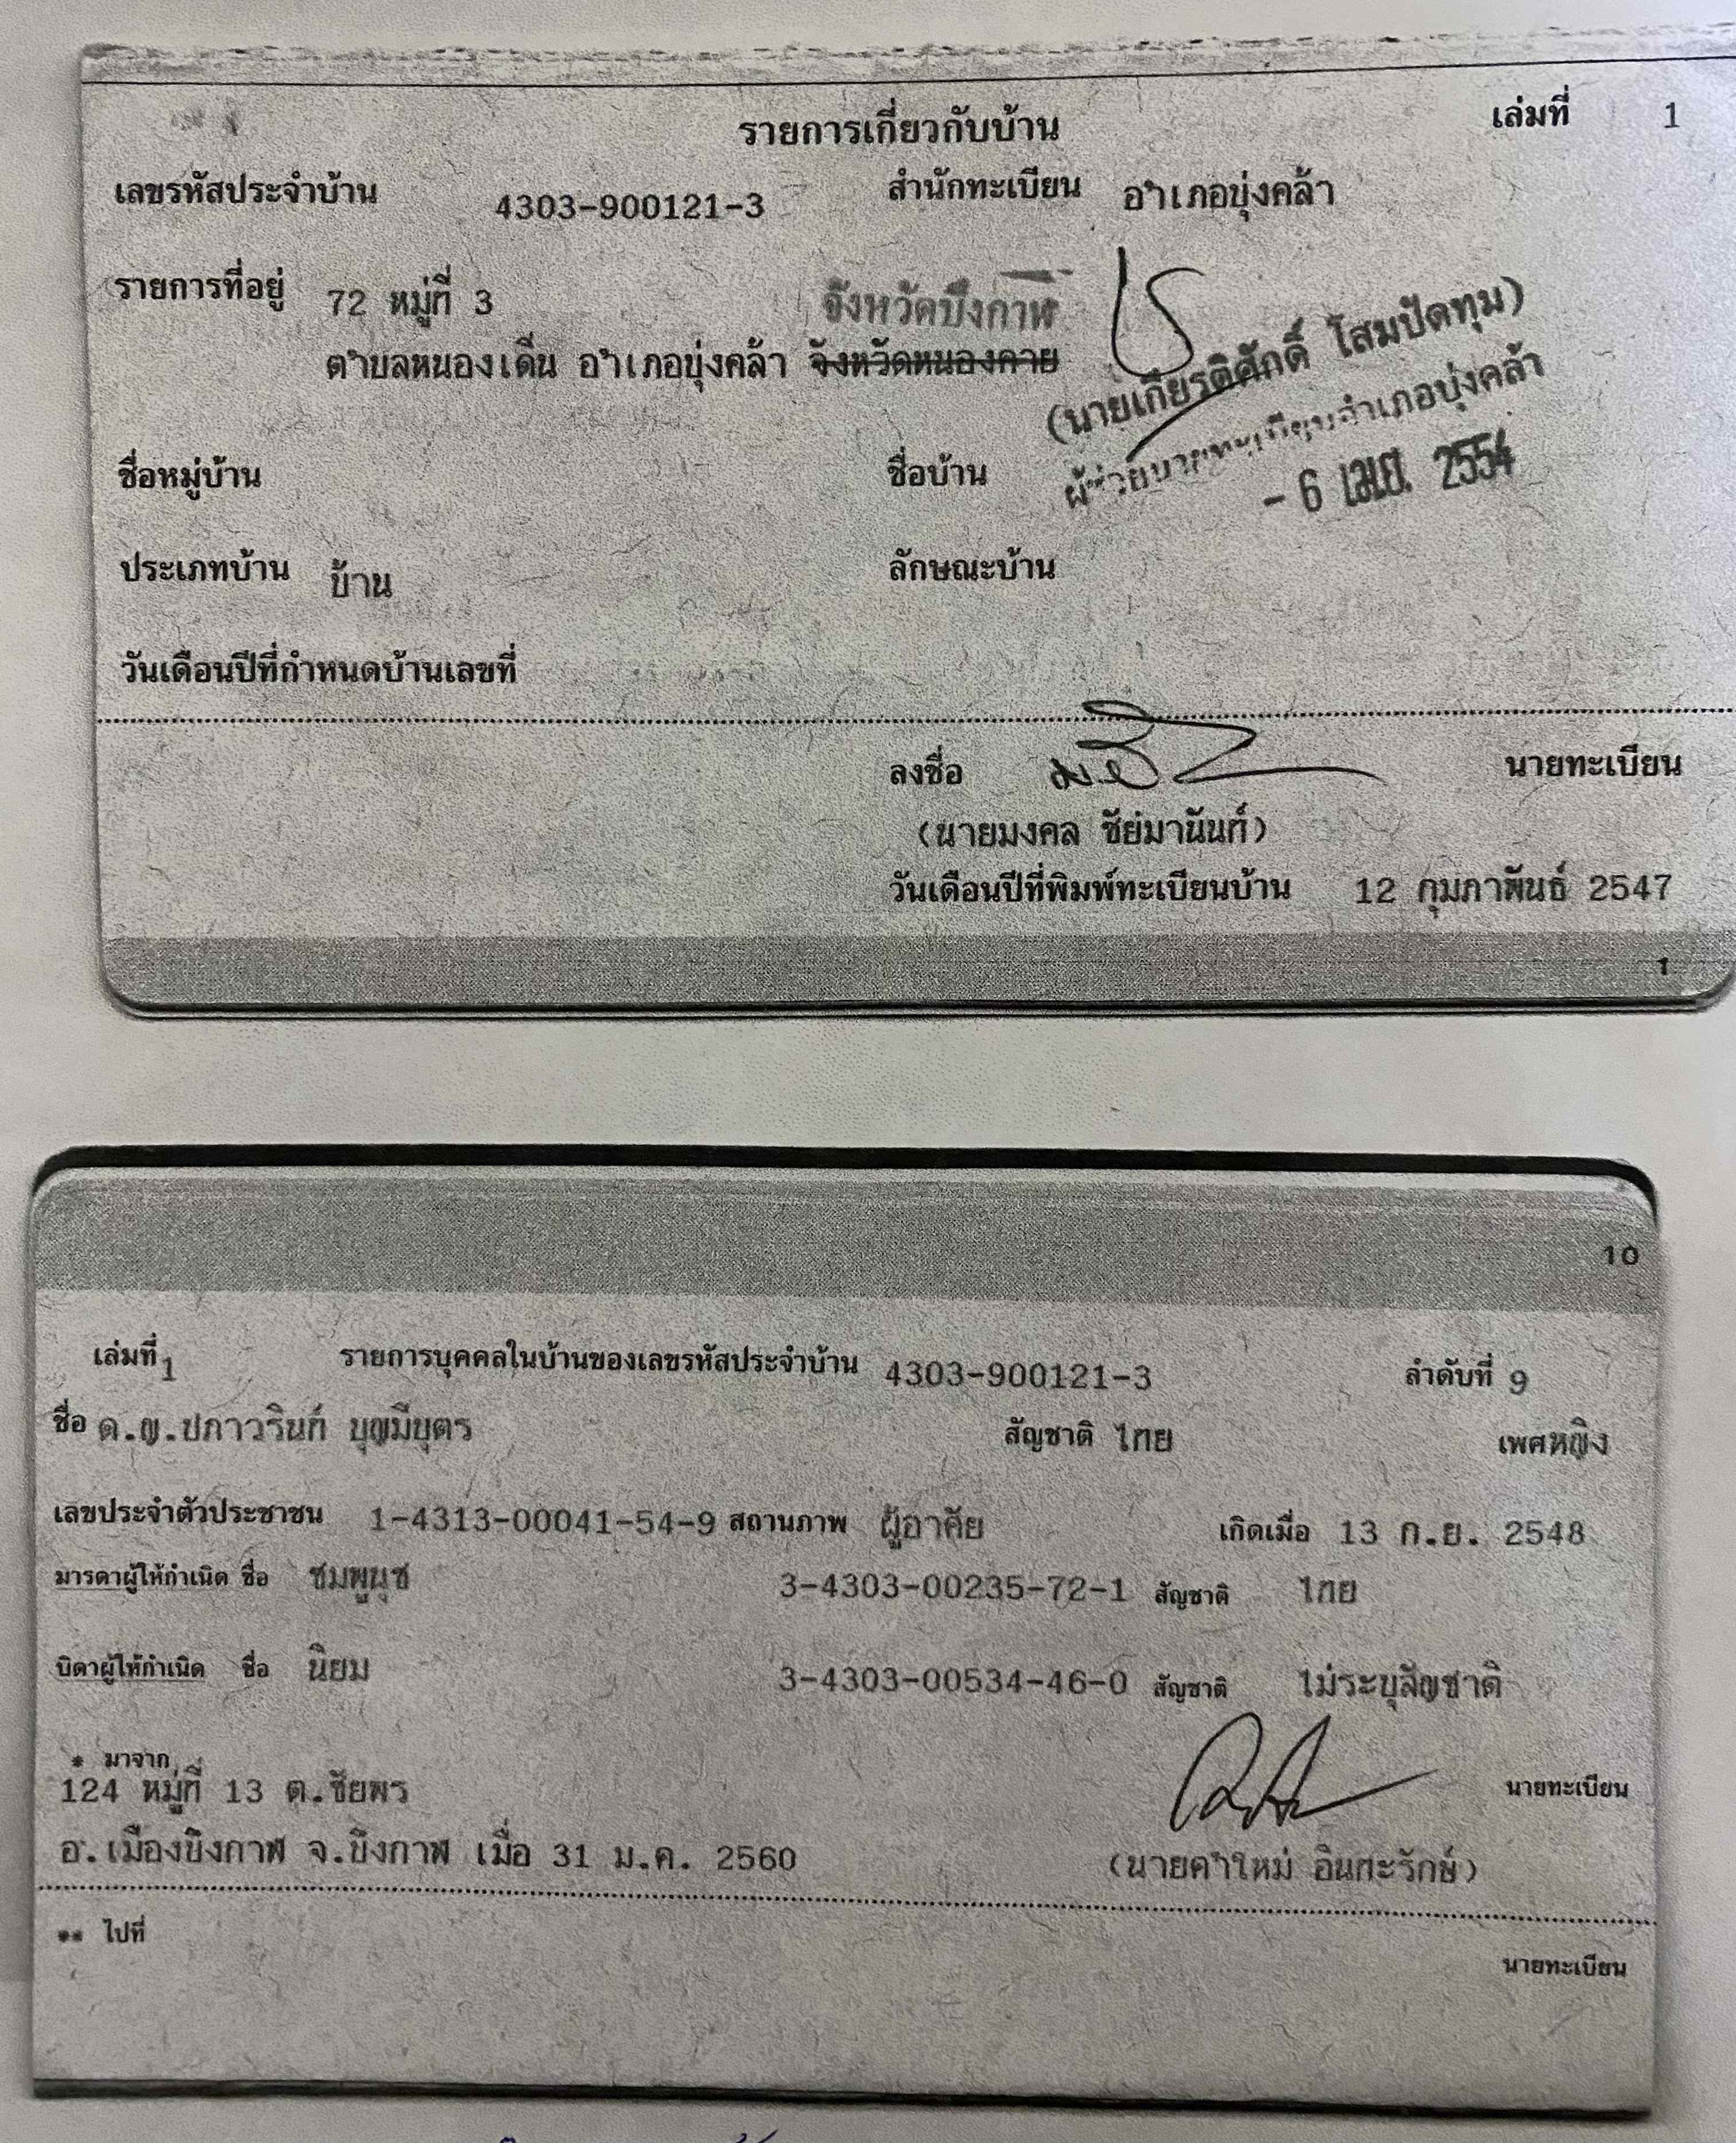 รายการเกี่ยวกับบ้าน เล่มที่ 1
เลขรหัสประจำบ้าน 4303-900121-3 สำนักทะเบียน อำเภอบุ่งคล้า
รายการที่อยู่ 72 หมู่ที่ 3 จังหวัดบึงกาฬ
ตำบลหนองเดิ่น อำเภอบุ่งคล้า จังหวัดหนองคาย
(นายเกียรติศักดิ์ โสมปัดทุม)
ผู้ช่วยนายทะเบียนอำเภอบุ่งคล้า
- 6 เม.ย. 2554
ชื่อหมู่บ้าน ชื่อบ้าน
ประเภทบ้าน บ้าน ลักษณะบ้าน
วันเดือนปีที่กำหนดบ้านเลขที่
ลงชื่อ นายทะเบียน
(นายมงคล ชัยมานันท์)
วันเดือนปีที่พิมพ์ทะเบียนบ้าน 12 กุมภาพันธ์ 2547
1
10
เล่มที่ 1 รายการบุคคลในบ้านของเลขรหัสประจำบ้าน 4303-900121-3 ลำดับที่ 9
ชื่อ ด.ญ.ปภาวรินท์ บุญมีบุตร สัญชาติ ไทย เพศ หญิง
เลขประจำตัวประชาชน 1-4313-00041-54-9 สถานภาพ ผู้อาศัย เกิดเมื่อ 13 ก.ย. 2548
มารดาผู้ให้กำเนิด ชื่อ ชมพูนุช 3-4303-00235-72-1 สัญชาติ ไทย
บิดาผู้ให้กำเนิด ชื่อ นิยม 3-4303-00534-46-0 สัญชาติ ไม่ระบุสัญชาติ
* มาจาก
124 หมู่ที่ 13 ต.ชัยพร นายทะเบียน
อ.เมืองบึงกาฬ จ.บึงกาฬ เมื่อ 31 ม.ค. 2560 (นายคำใหม่ อินทะรักษ์)
** ไปที่
นายทะเบียน